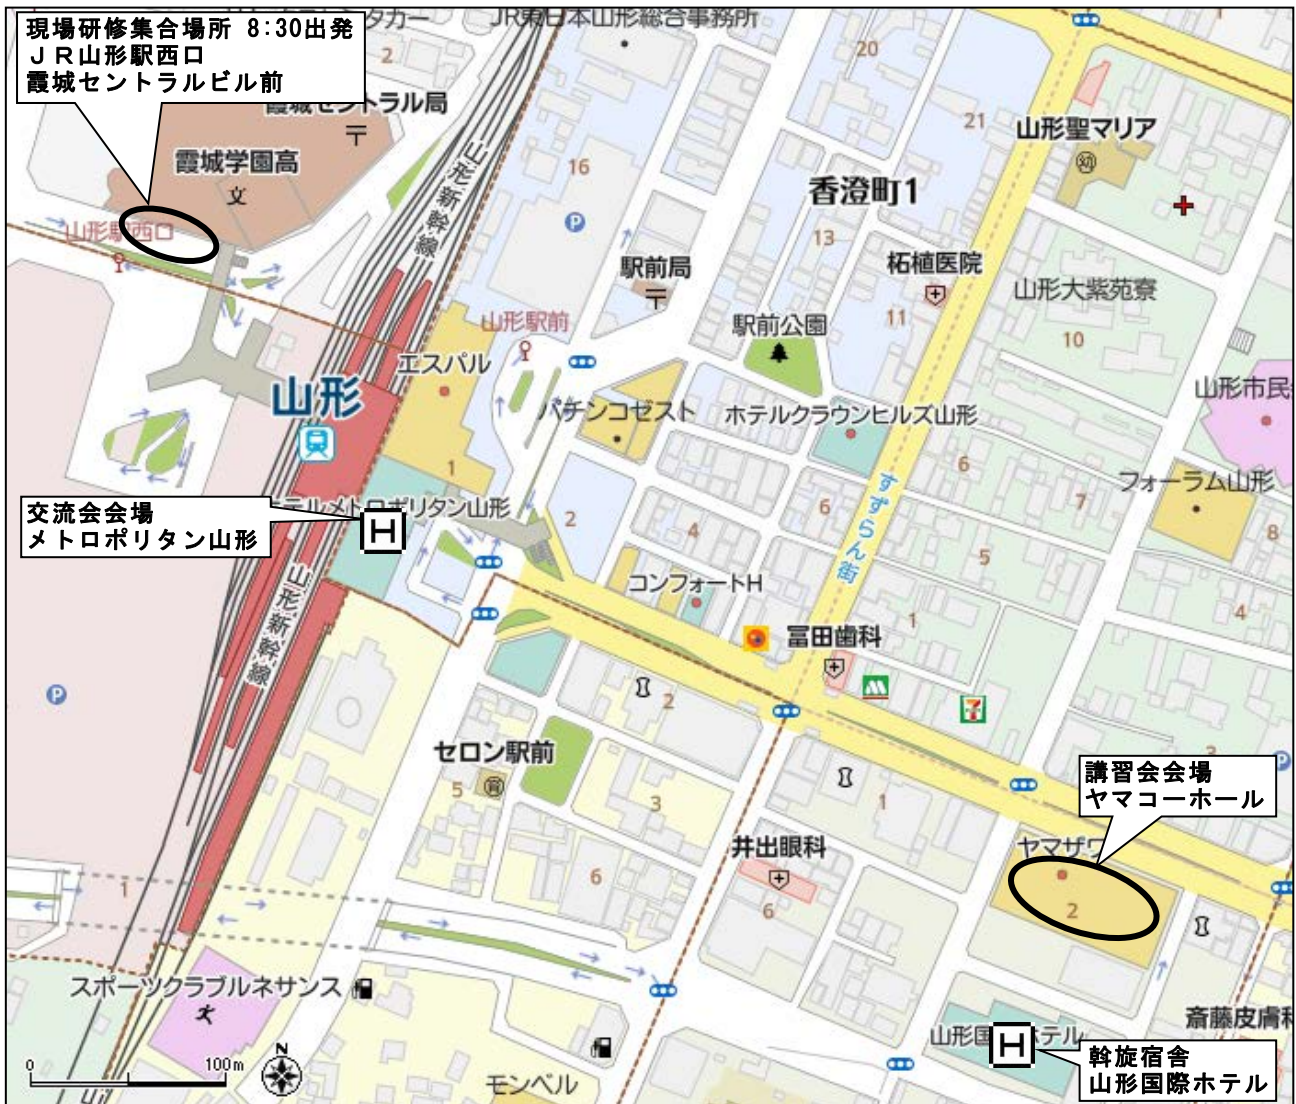 現場研修集合場所 8:30出発
JR山形駅西口
霞城セントラルビル前
タカー
JR東日本山形総合事務所
霞城セントラル局
霞城学園高
文
山形駅西口
山形新幹線
2
16
P
20
21
香澄町1
13
11
山形聖マリア
幼
柘植医院
山形大紫苑寮
10
駅前局
山形駅前
駅前公園
エスパル
山形
パチンコゼスト
ホテルクラウンヒルズ山形
山形市民
フォーラム山形
すずらん街
交流会会場
メトロポリタン山形
ホテルメトロポリタン山形
H
1
2
4
6
6
7
5
8
4
1
コンフォートH
冨田歯科
山形新幹線
P
2
セロン駅前
5
3
6
1
3
P
講習会会場
ヤマコーホール
ヤマザワ
2
井出眼科
6
1
スポーツクラブルネサンス
0
100m
N
モンベル
山形国
テル
H
斎藤皮膚科
斡旋宿舎
山形国際ホテル